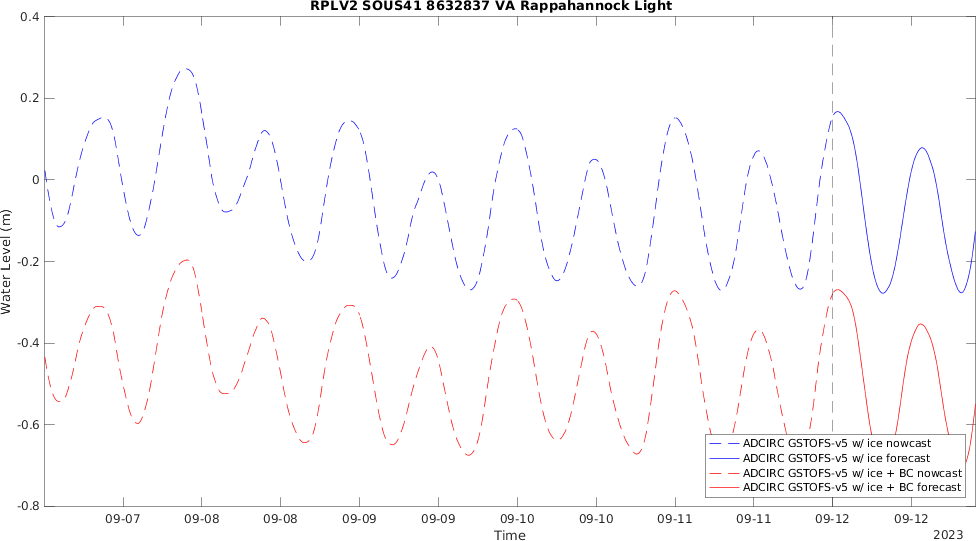 RPLV2 SOUS41 8632837 VA Rappahannock Light
0.4
0.2
0
-0.2
-0.4
-0.6
-0.8
Water Level (m)
ADCIRC GSTOFS-v5 w/ ice nowcast
ADCIRC GSTOFS-v5 w/ ice forecast
ADCIRC GSTOFS-v5 w/ ice + BC nowcast
ADCIRC GSTOFS-v5 w/ ice + BC forecast
09-07 09-08 09-08 09-09 09-09 09-10 09-10 09-11 09-11 09-12 09-12
Time
2023